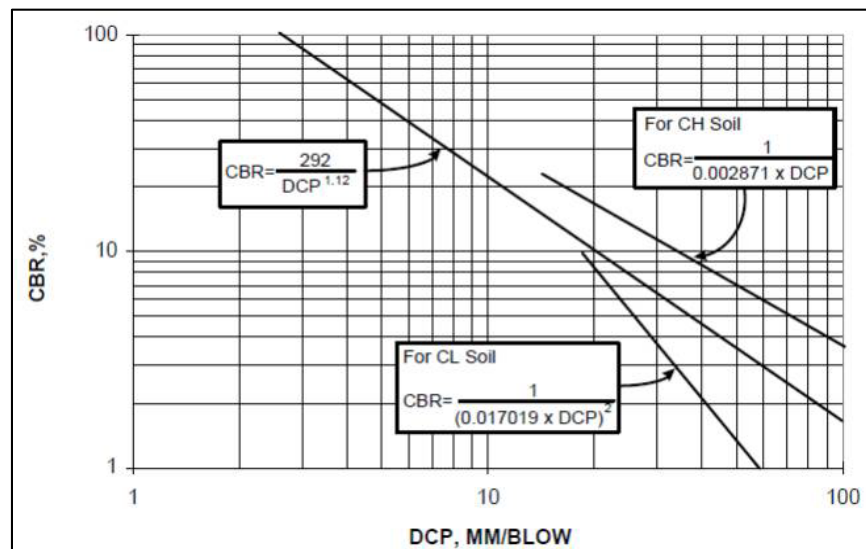 100
10
1
CBR,%
CBR= 292
DCP 1.12
For CH Soil
CBR= 1
0.002871 x DCP
For CL Soil
CBR= 1
(0.017019 x DCP)2
1 10 100
DCP, MM/BLOW